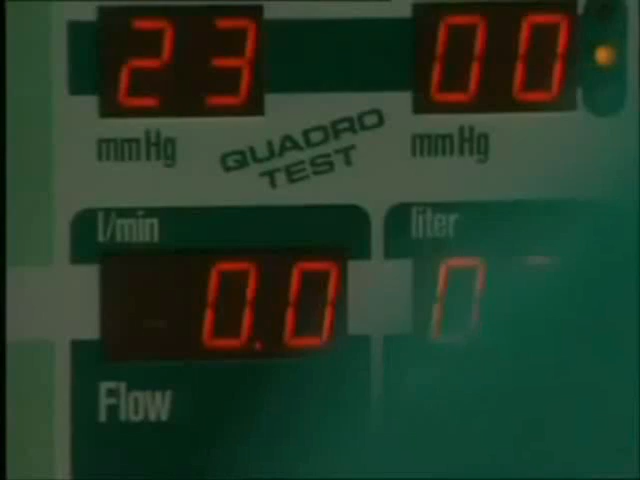 23 00
mmHg QUADRO TEST mmHg
l/min liter
0.0 0
Flow